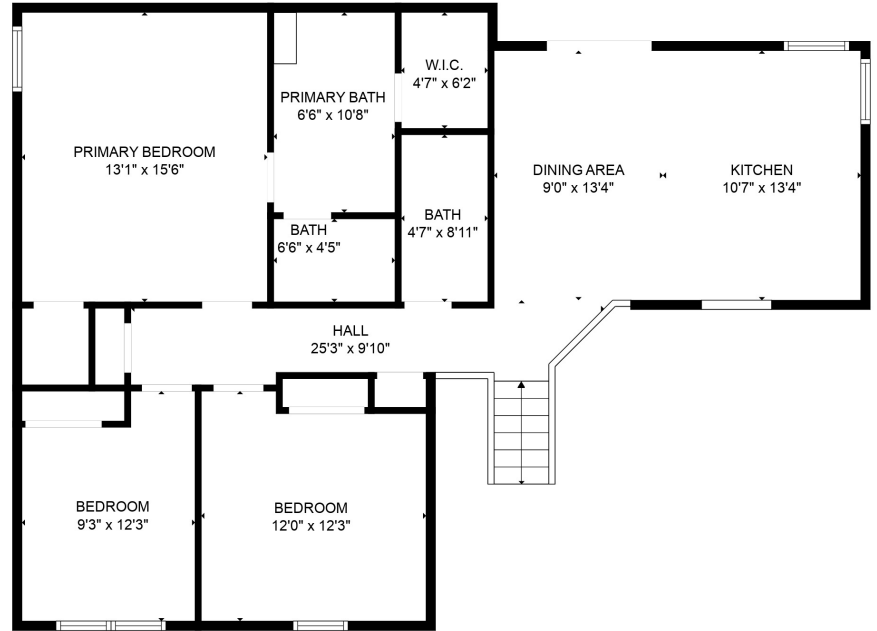 W.I.C.
4'7" x 6'2"
PRIMARY BATH
6'6" x 10'8"
PRIMARY BEDROOM
13'1" x 15'6"
DINING AREA
9'0" x 13'4"
KITCHEN
10'7" x 13'4"
BATH
4'7" x 8'11"
BATH
6'6" x 4'5"
HALL
25'3" x 9'10"
BEDROOM
9'3" x 12'3"
BEDROOM
12'0" x 12'3"